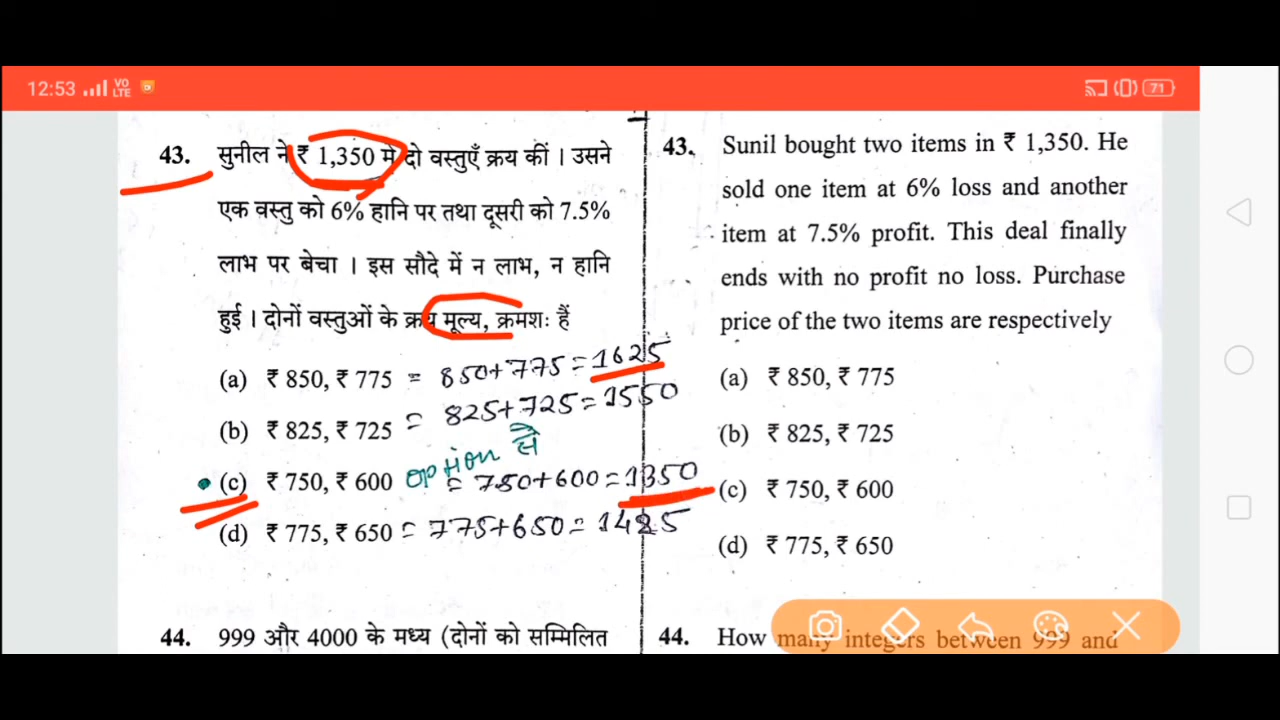 12:53 VO LTE 71
43. सुनील ने ₹ 1,350 में दो वस्तुएँ क्रय कीं । उसने
एक वस्तु को 6% हानि पर तथा दूसरी को 7.5%
लाभ पर बेचा । इस सौदे में न लाभ, न हानि
हुई । दोनों वस्तुओं के क्रय मूल्य, क्रमशः हैं
(a) ₹ 850, ₹ 775 = 850+775=1625
(b) ₹ 825, ₹ 725 = 825+725=1550
option से
(c) ₹ 750, ₹ 600 = 750+600=1350
(d) ₹ 775, ₹ 650 = 775+650=1425
44. 999 और 4000 के मध्य (दोनों को सम्मिलित
43. Sunil bought two items in ₹ 1,350. He
sold one item at 6% loss and another
item at 7.5% profit. This deal finally
ends with no profit no loss. Purchase
price of the two items are respectively
(a) ₹ 850, ₹ 775
(b) ₹ 825, ₹ 725
(c) ₹ 750, ₹ 600
(d) ₹ 775, ₹ 650
44. How many integers between 999 and